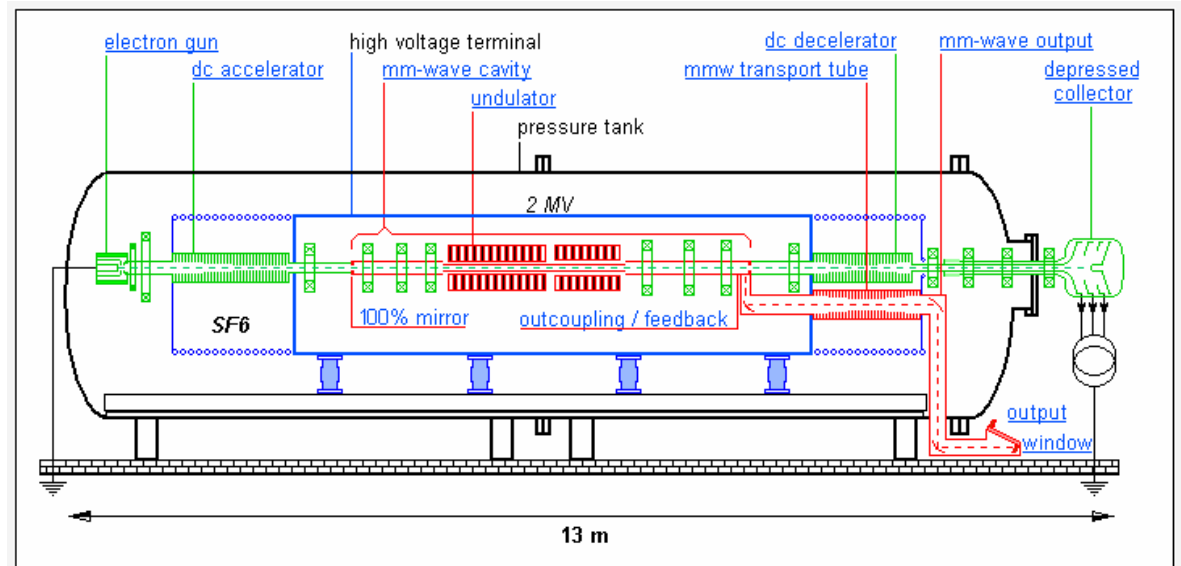 electron gun
high voltage terminal
dc decelerator
mm-wave output
dc accelerator
mm-wave cavity
mmw transport tube
depressed
collector
undulator
pressure tank
2 MV
SF6
100% mirror
outcoupling / feedback
output
window
13 m